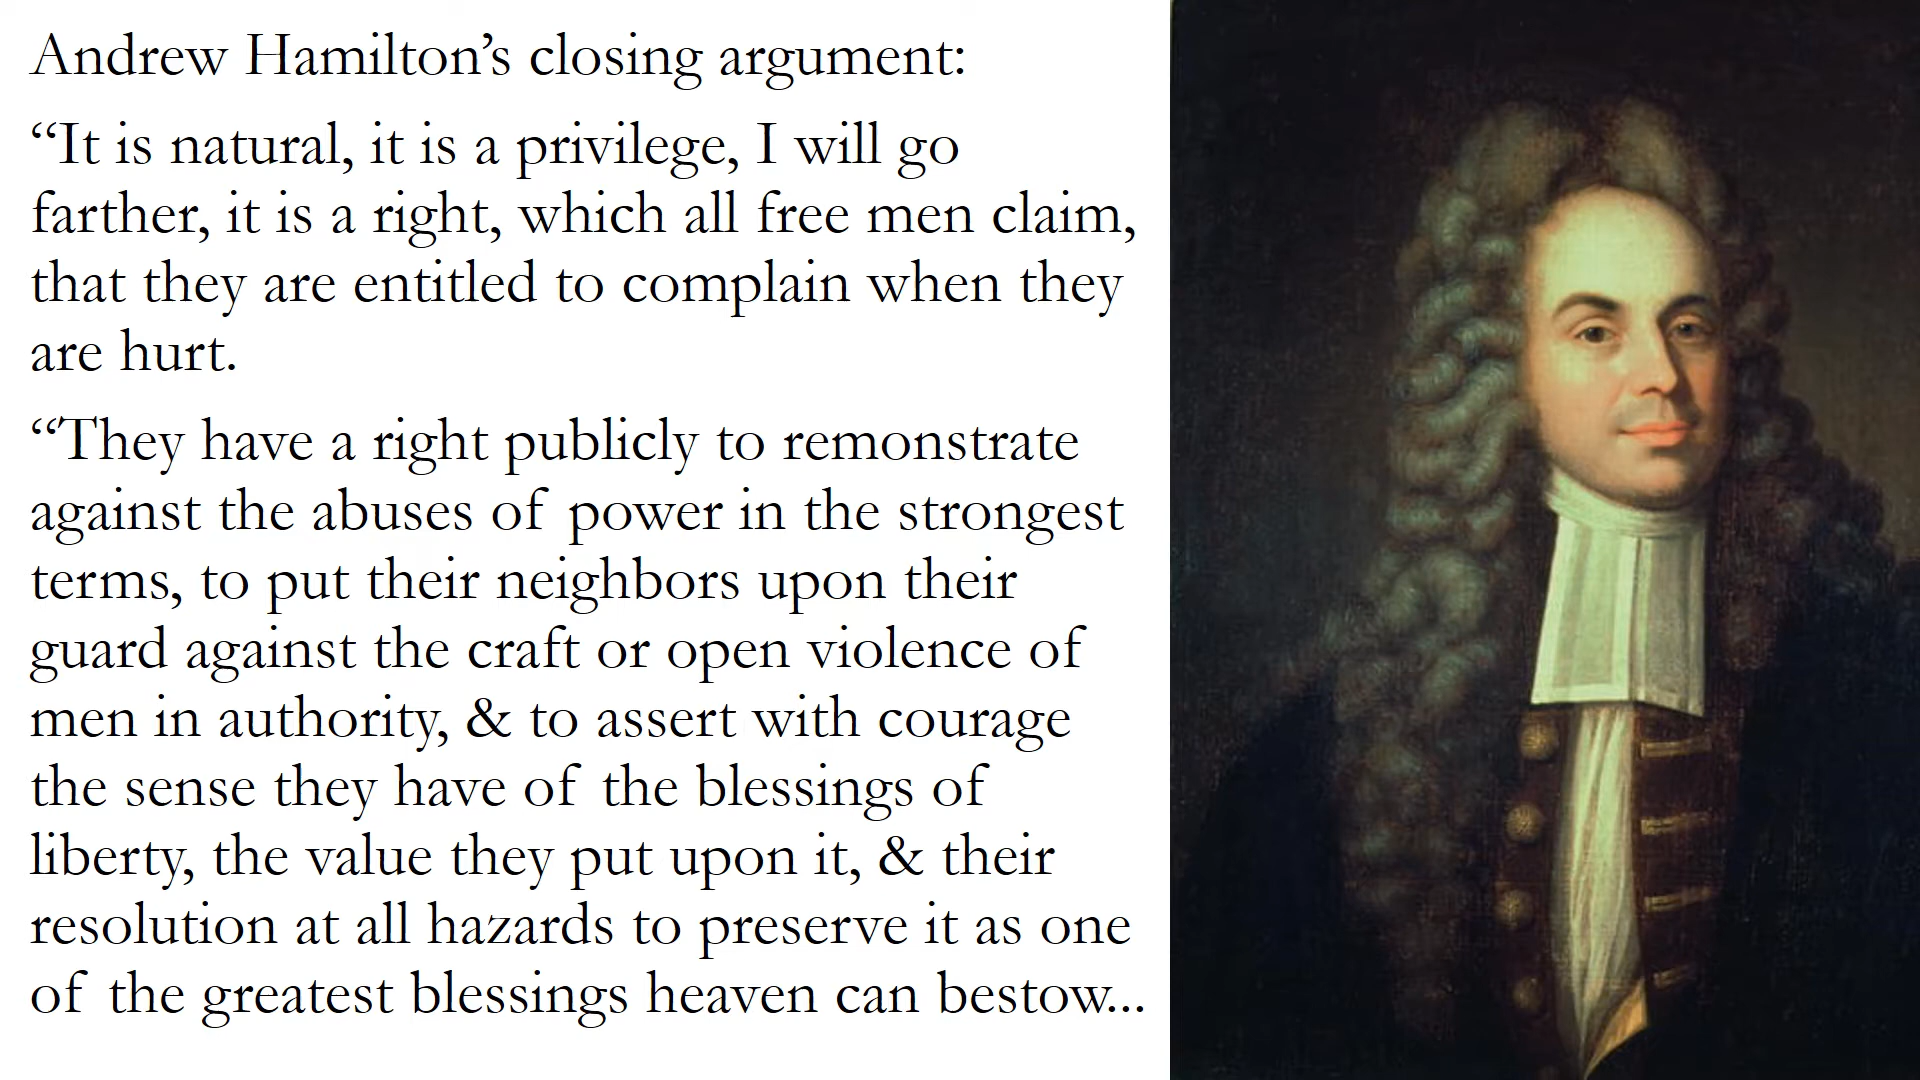 Andrew Hamilton’s closing argument:
“It is natural, it is a privilege, I will go
farther, it is a right, which all free men claim,
that they are entitled to complain when they
are hurt.
“They have a right publicly to remonstrate
against the abuses of power in the strongest
terms, to put their neighbors upon their
guard against the craft or open violence of
men in authority, & to assert with courage
the sense they have of the blessings of
liberty, the value they put upon it, & their
resolution at all hazards to preserve it as one
of the greatest blessings heaven can bestow...